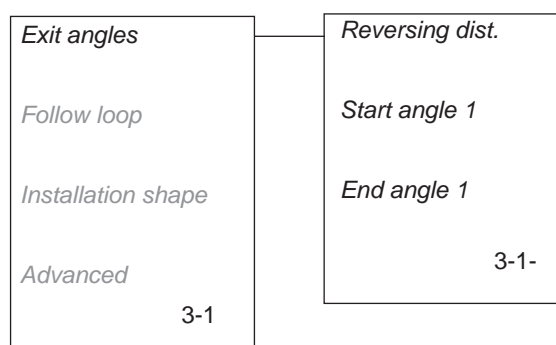 Exit angles
Follow loop
Installation shape
Advanced
3-1
Reversing dist.
Start angle 1
End angle 1
3-1-